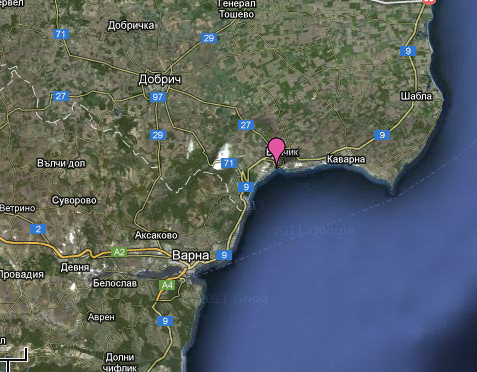 Генерал
Тошево
Добричка
71
29
9
Добрич
27
97
Шабла
29
27
9
Вълчи дол
71
Каварна
9
Суворово
Ветрино
2
Аксаково
A2
Варна
9
Девня
Провадия
Белослав
A4
Аврен
9
Долни
чифлик